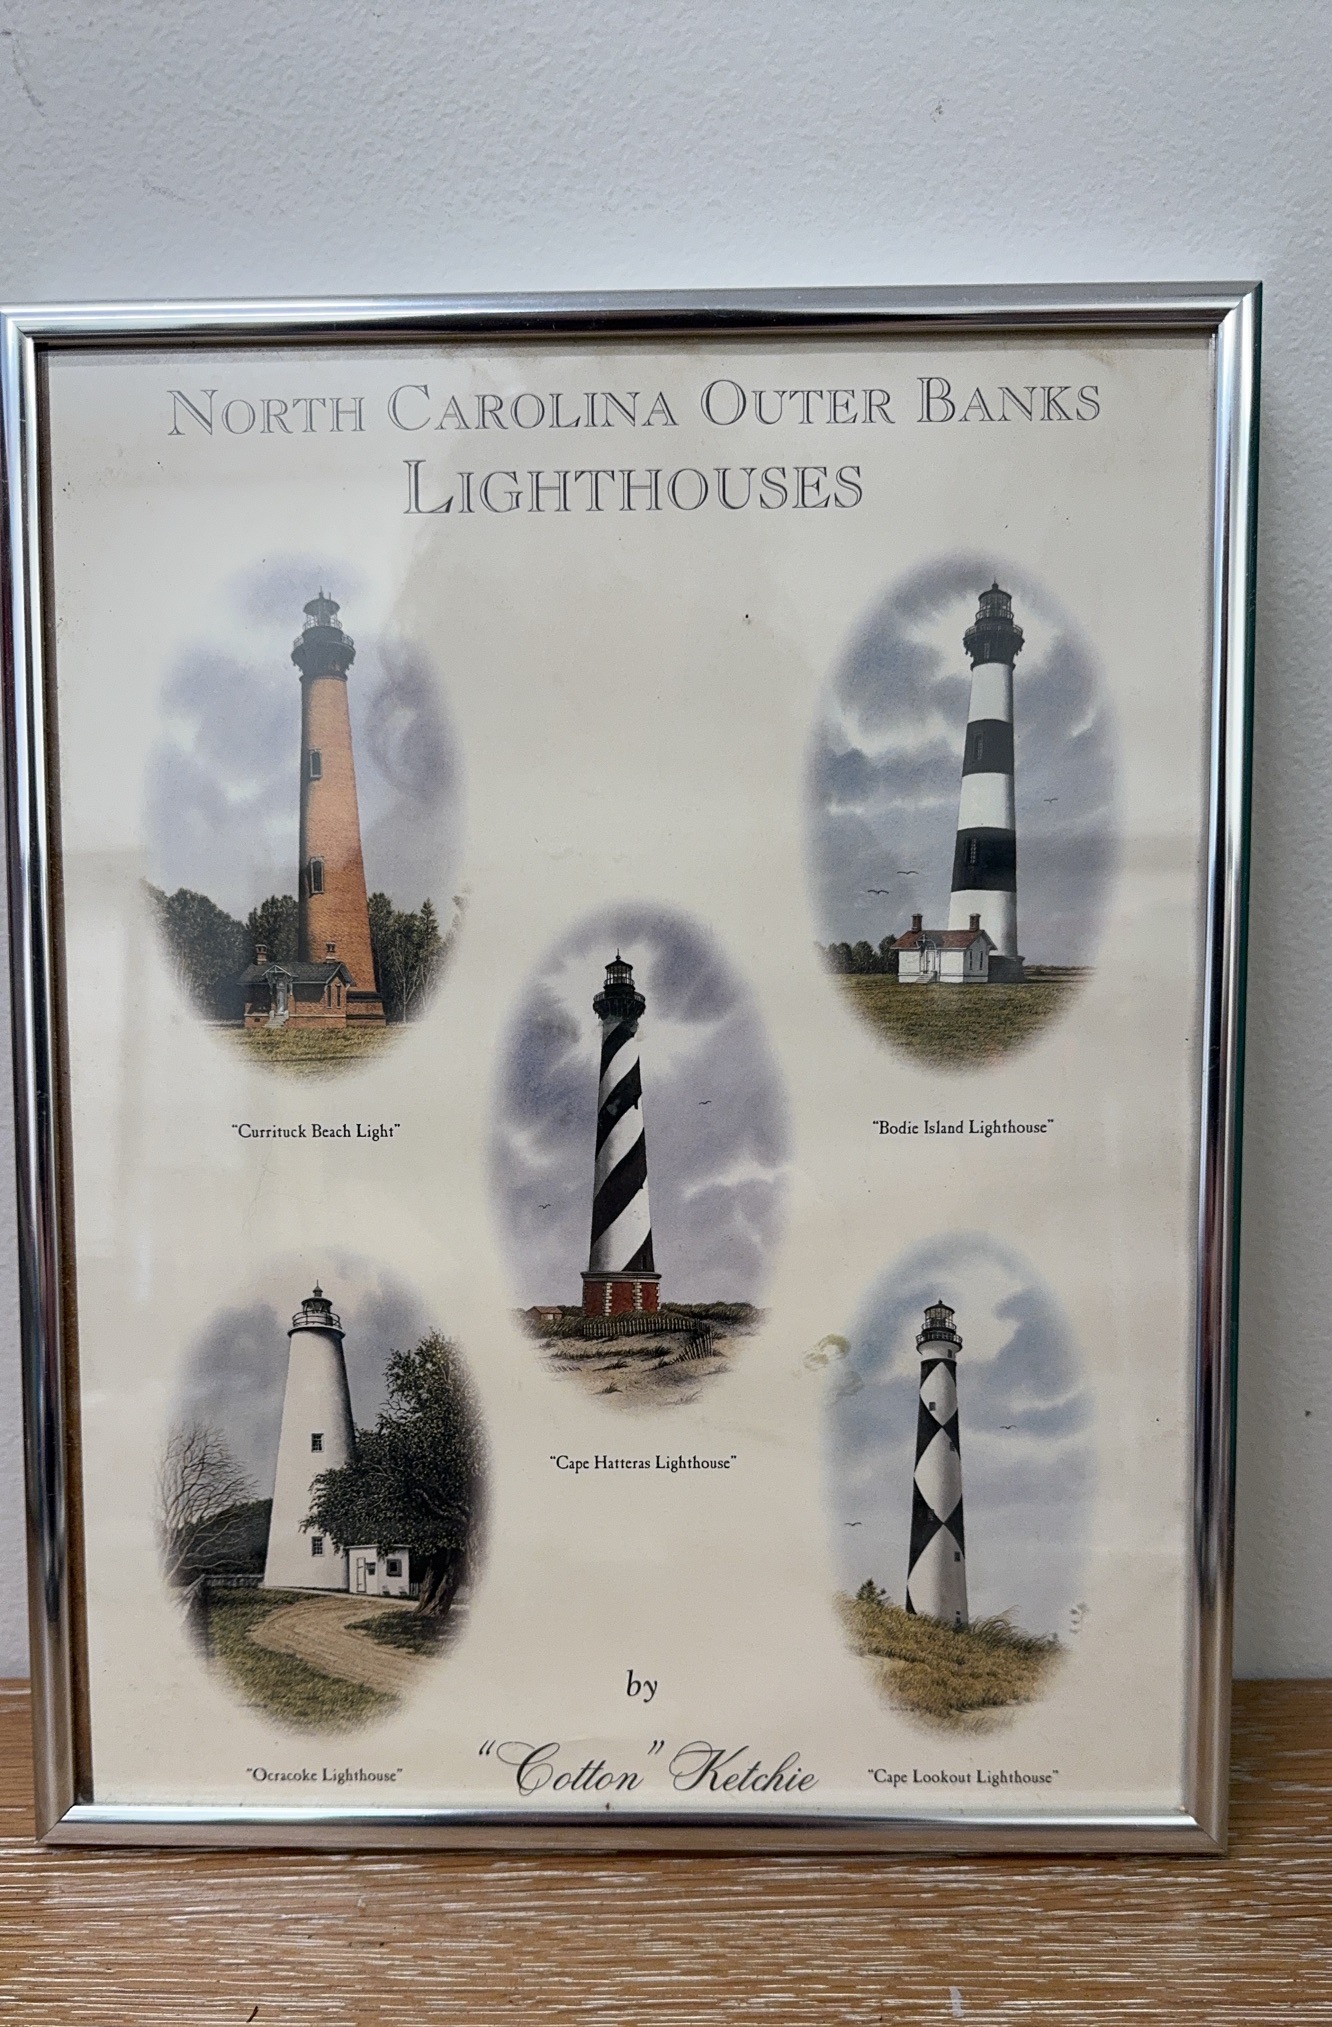 NORTH CAROLINA OUTER BANKS
LIGHTHOUSES
"Currituck Beach Light"
"Bodie Island Lighthouse"
"Cape Hatteras Lighthouse"
by
"Cotton" Ketchie
"Ocracoke Lighthouse"
"Cape Lookout Lighthouse"